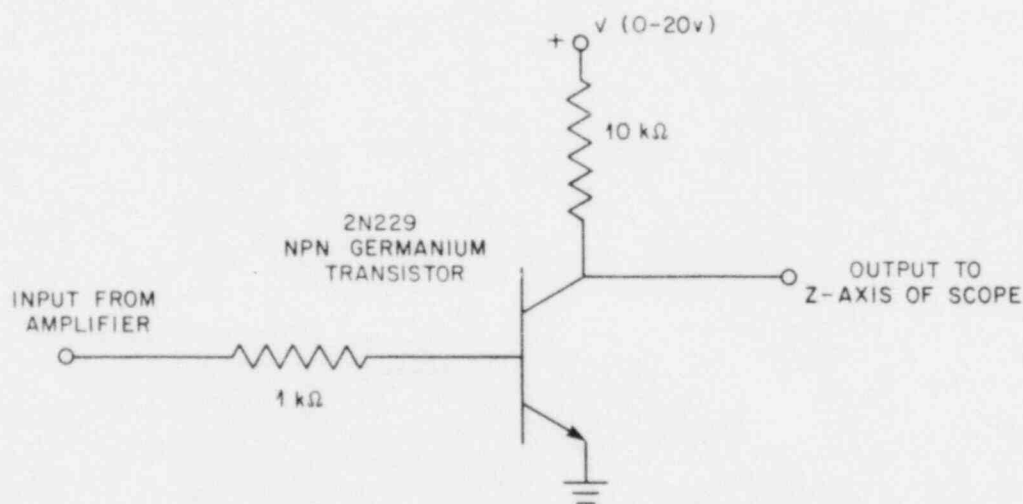 + V (0-20v)
10 kΩ
2N229
NPN GERMANIUM
TRANSISTOR
INPUT FROM
AMPLIFIER
1 kΩ
OUTPUT TO
Z-AXIS OF SCOPE